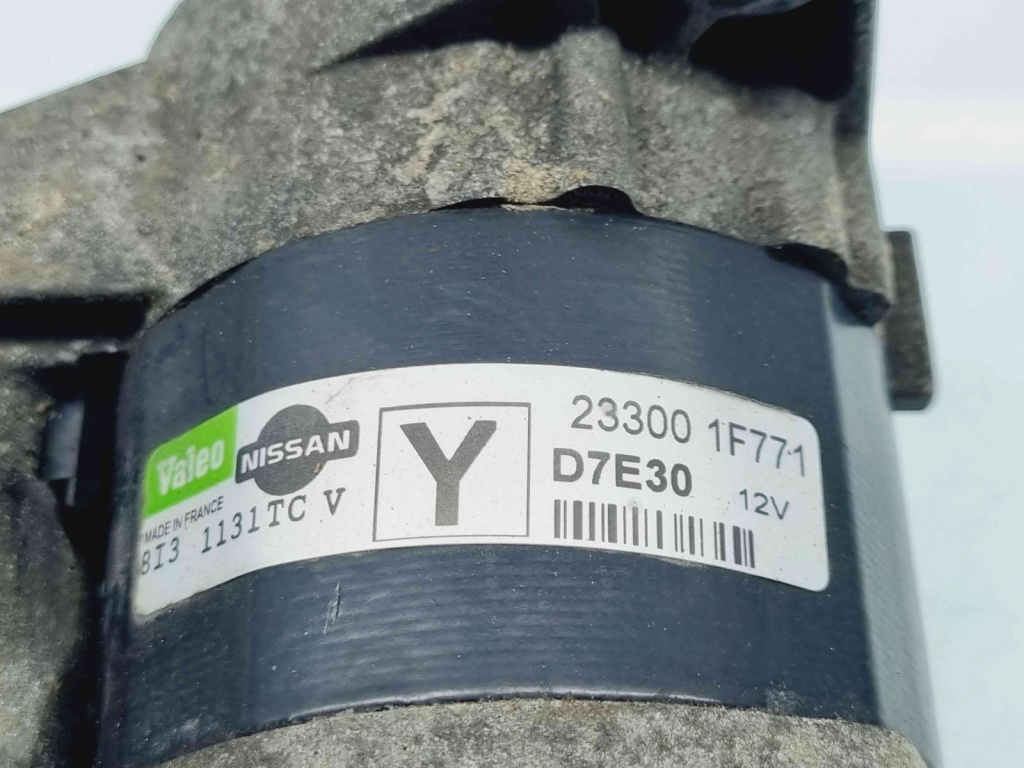 Valeo
NISSAN
MADE IN FRANCE
8I3 1131TC V
Y
23300 1F771
D7E30
12V